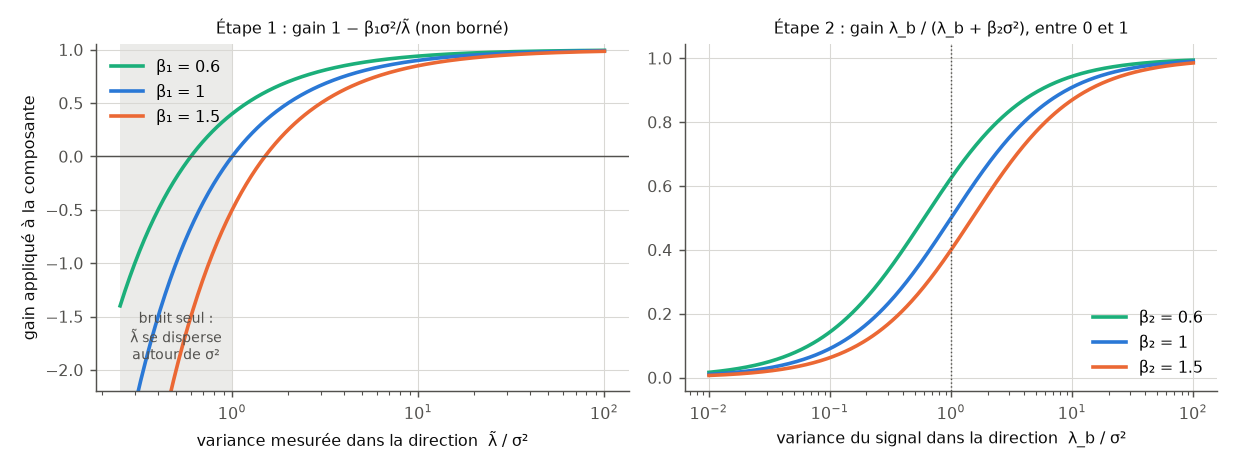 Étape 1 : gain 1 − β₁σ²/λ̃ (non borné)
gain appliqué à la composante
1.0
0.5
0.0
−0.5
−1.0
−1.5
−2.0
β₁ = 0.6
β₁ = 1
β₁ = 1.5
bruit seul :
λ̃ se disperse
autour de σ²
10⁰
10¹
10²
variance mesurée dans la direction λ̃ / σ²
Étape 2 : gain λ_b / (λ_b + β₂σ²), entre 0 et 1
1.0
0.8
0.6
0.4
0.2
0.0
β₂ = 0.6
β₂ = 1
β₂ = 1.5
10⁻²
10⁻¹
10⁰
10¹
10²
variance du signal dans la direction λ_b / σ²